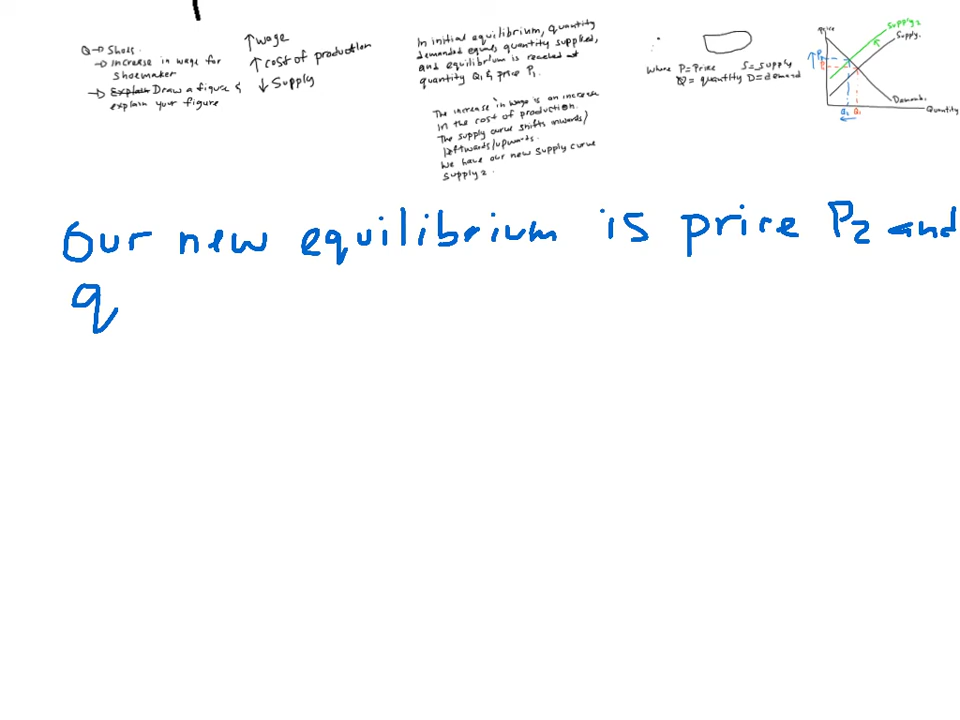 Q → Shoes.
→ Increase in wage for
shoemaker
→ Explain Draw a figure &
explain your figure
↑ wage
↑ cost of production
↓ Supply
In initial equilibrium, quantity
demanded equals quantity supplied,
and equilibrium is reached at
quantity Q1 & price P1.
The increase in wage is an increase
in the cost of production.
The supply curve shifts inwards/
leftwards/upwards.
We have our new supply curve
supply 2.
where P = Price S = supply
Q = quantity D = demand
Price
Supply 2
Supply
↑ P2
P1
Q2 Q1
Demand
Quantity
Our new equilibrium is price P2 and
q